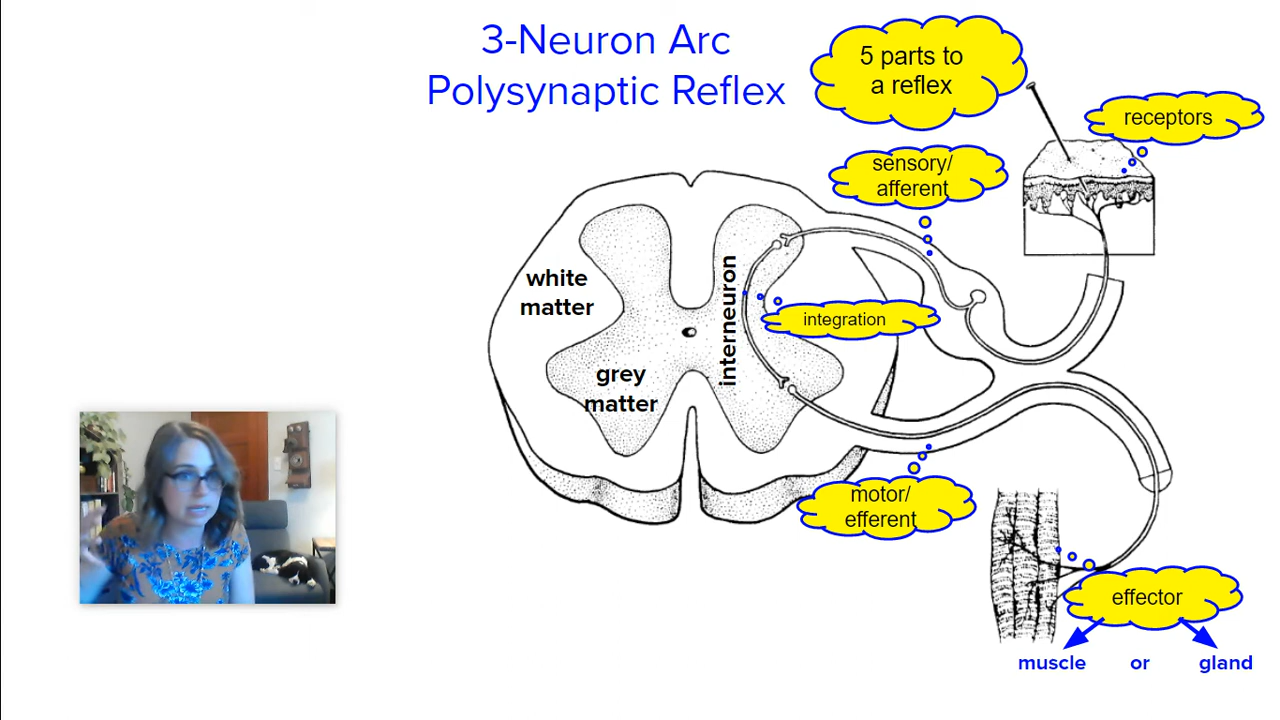 3-Neuron Arc
Polysynaptic Reflex
5 parts to
a reflex
receptors
sensory/
afferent
white
matter
interneuron
integration
grey
matter
motor/
efferent
effector
muscle or gland